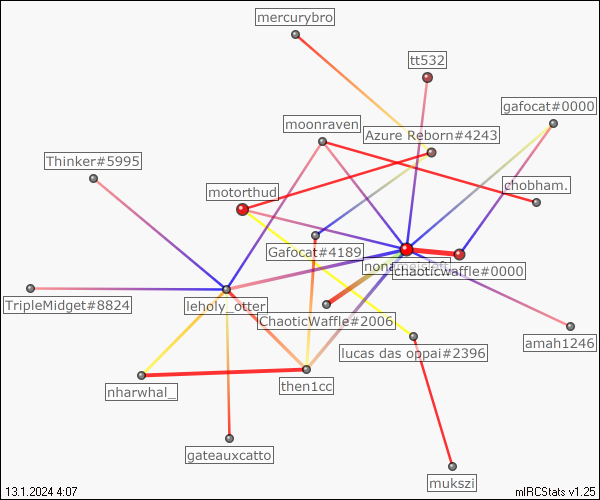 mercurybro
tt532
gafocat#0000
moonraven
Azure Reborn#4243
Thinker#5995
chobham.
motorthud
Gafocat#4189
chaoticwaffle#0000
TripleMidget#8824
leholy_otter
ChaoticWaffle#2006
amah1246
lucas das oppai#2396
nharwhal_
then1cc
gateauxcatto
mukszi
13.1.2024 4:07
mIRCStats v1.25